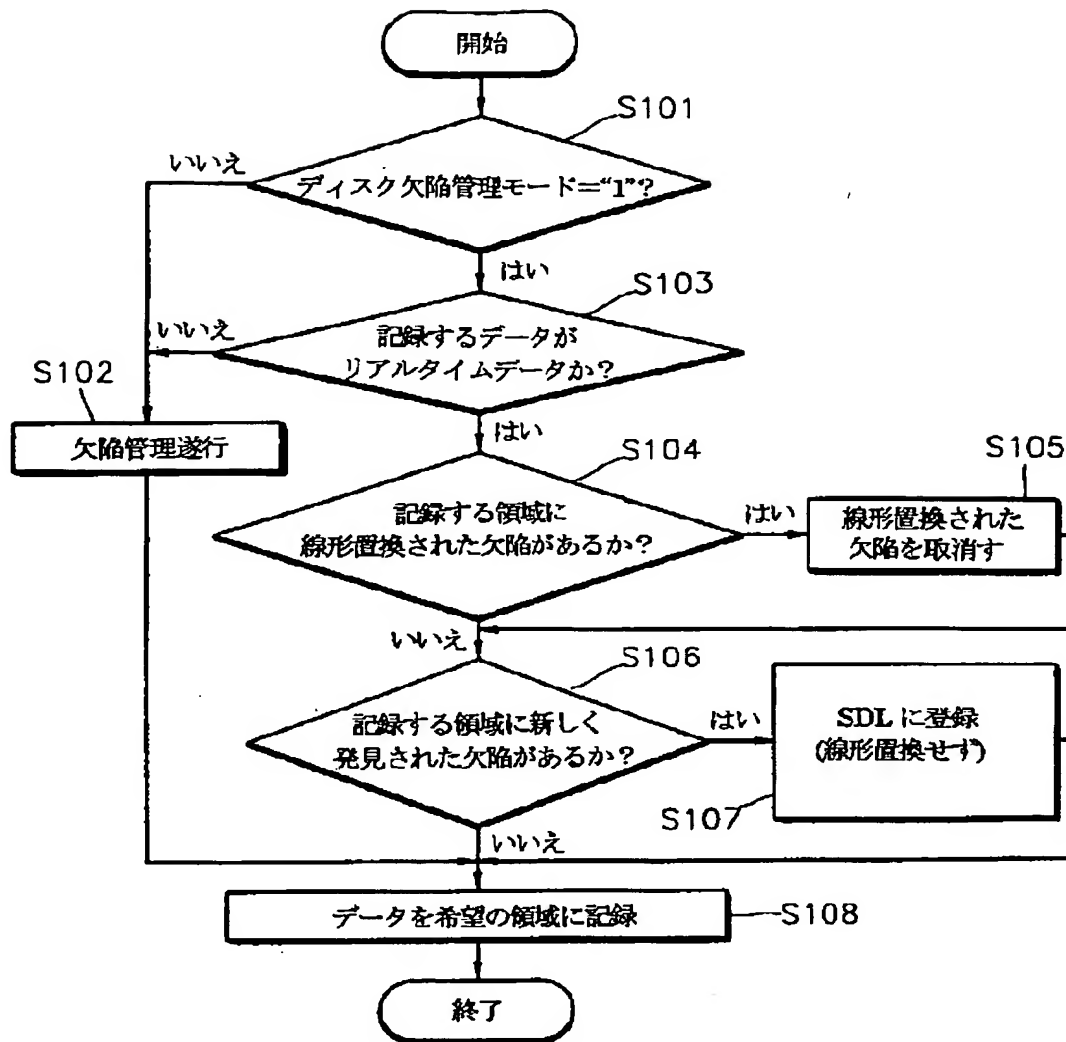 開始
S101
いいえ
ディスク欠陥管理モード="1"?
はい
S103
いいえ
記録するデータが
リアルタイムデータか?
S102
欠陥管理遂行
はい
S104
S105
記録する領域に
線形置換された欠陥があるか?
はい
線形置換された
欠陥を取消す
いいえ
S106
記録する領域に新しく
発見された欠陥があるか?
はい
SDLに登録
(線形置換せず)
S107
いいえ
データを希望の領域に記録
S108
終了